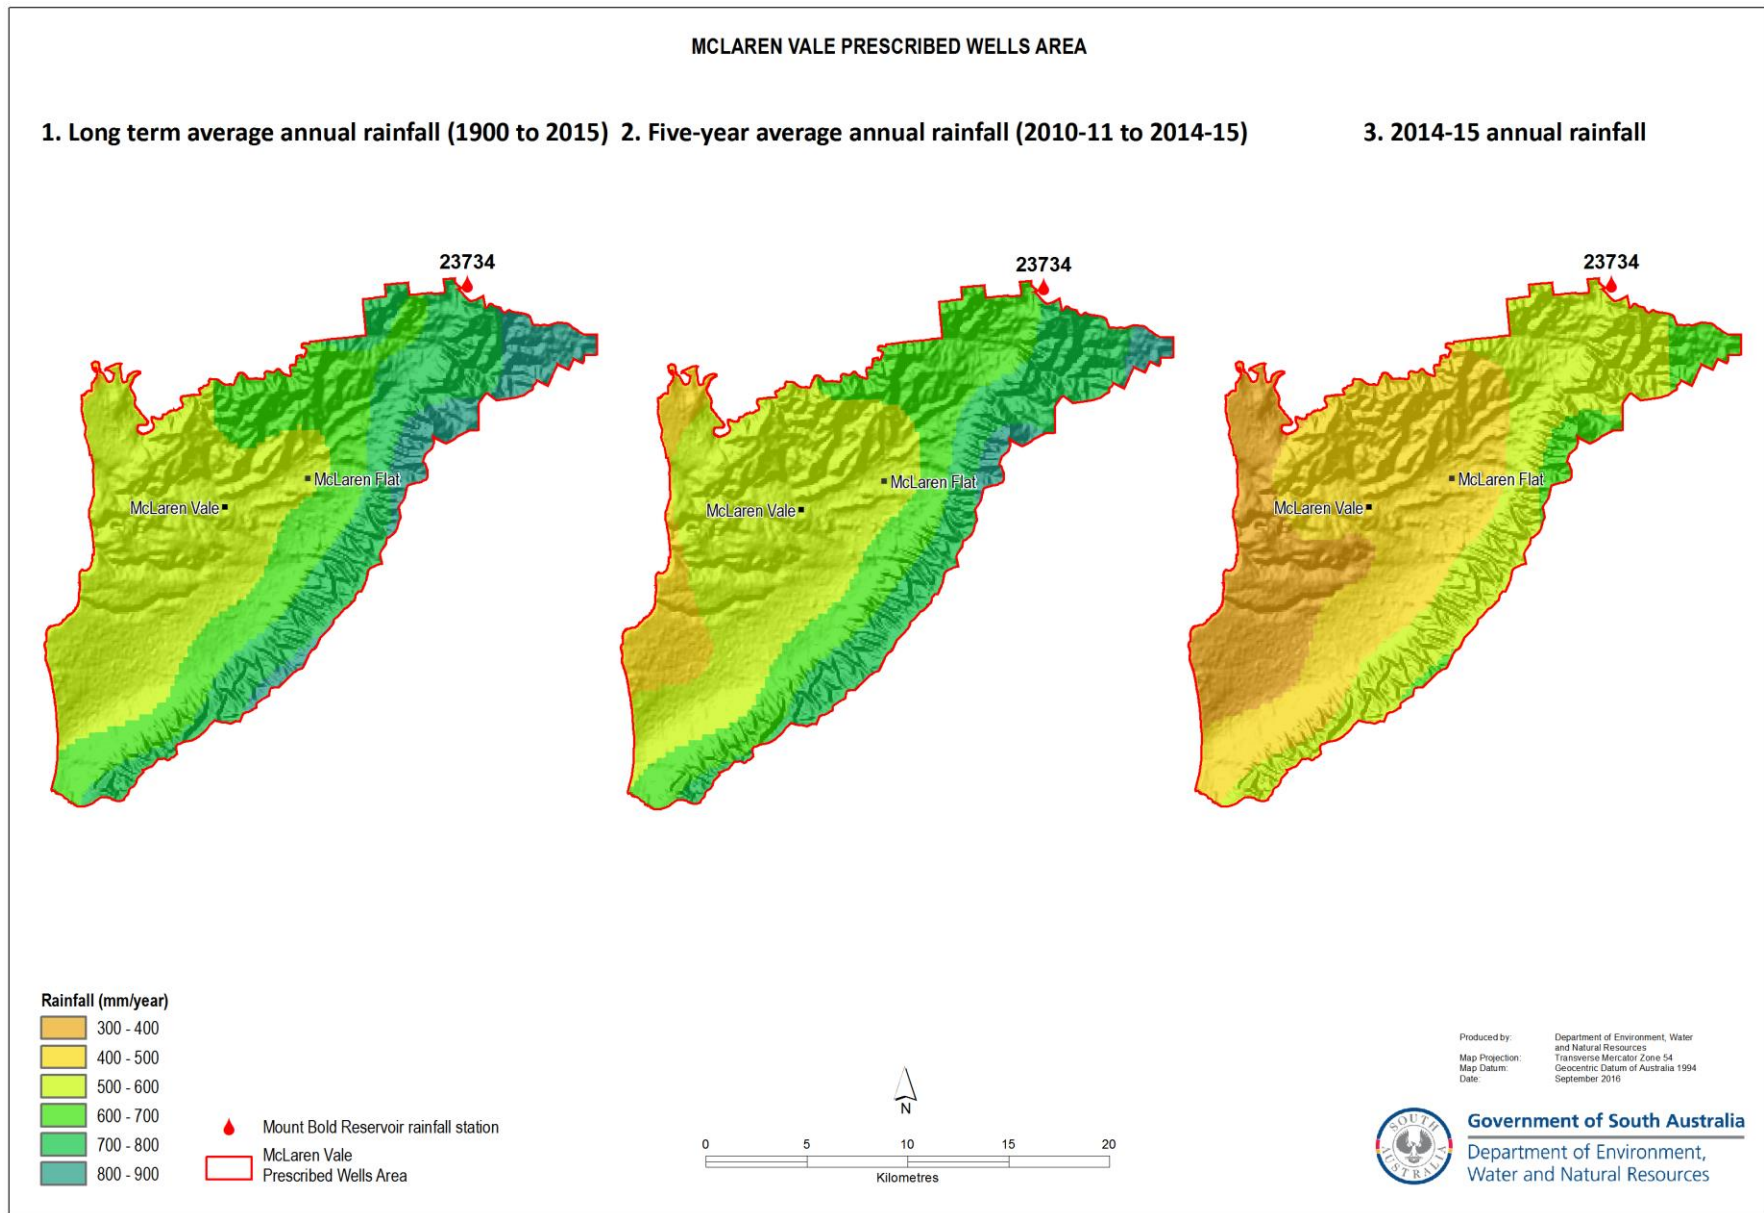 MCLAREN VALE PRESCRIBED WELLS AREA
1. Long term average annual rainfall (1900 to 2015)
2. Five-year average annual rainfall (2010-11 to 2014-15)
3. 2014-15 annual rainfall
23734
McLaren Flat
McLaren Vale
23734
McLaren Flat
McLaren Vale
23734
McLaren Flat
McLaren Vale
Rainfall (mm/year)
300 - 400
400 - 500
500 - 600
600 - 700
700 - 800
800 - 900
Mount Bold Reservoir rainfall station
McLaren Vale
Prescribed Wells Area
N
0 5 10 15 20
Kilometres
Produced by: Department of Environment, Water
and Natural Resources
Map Projection: Transverse Mercator Zone 54
Map Datum: Geocentric Datum of Australia 1994
Date: September 2016
SOUTH
AUSTRALIA
Government of South Australia
Department of Environment,
Water and Natural Resources